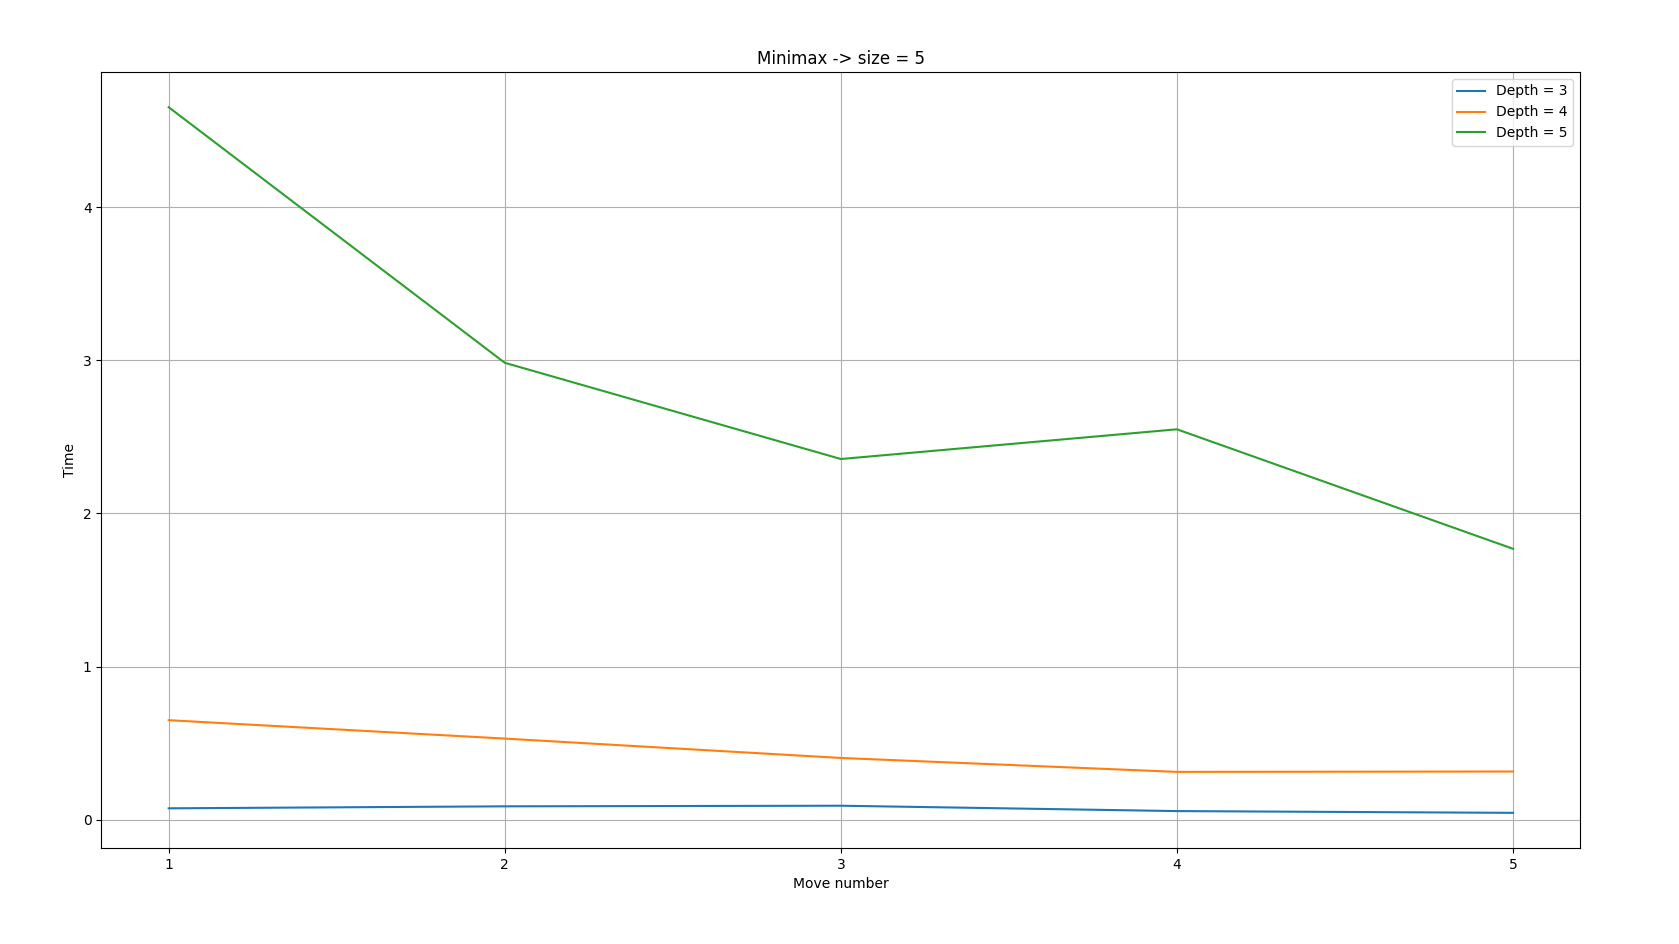 Minimax -> size = 5
Depth = 3
Depth = 4
Depth = 5
4
3
2
1
0
Time
1 2 3 4 5
Move number